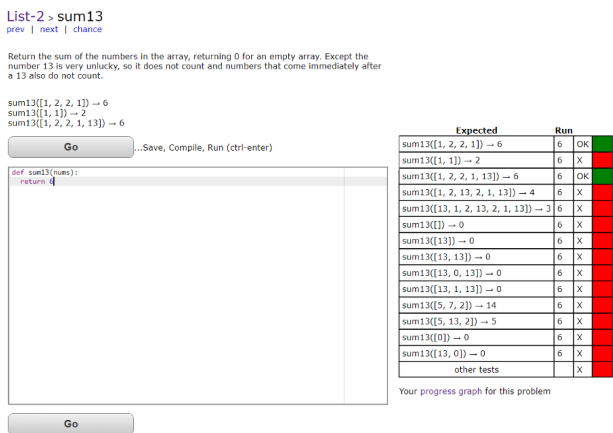 List-2 > sum13
prev | next | chance
Return the sum of the numbers in the array, returning 0 for an empty array. Except the
number 13 is very unlucky, so it does not count and numbers that come immediately after
a 13 also do not count.
sum13([1, 2, 2, 1]) → 6
sum13([1, 1]) → 2
sum13([1, 2, 2, 1, 13]) → 6
Go ...Save, Compile, Run (ctrl-enter)
def sum13(nums):
return 6
Go
Expected Run
sum13([1, 2, 2, 1]) → 6 6 OK
sum13([1, 1]) → 2 6 X
sum13([1, 2, 2, 1, 13]) → 6 6 OK
sum13([1, 2, 13, 2, 1, 13]) → 4 6 X
sum13([13, 1, 2, 13, 2, 1, 13]) → 3 6 X
sum13([]) → 0 6 X
sum13([13]) → 0 6 X
sum13([13, 13]) → 0 6 X
sum13([13, 0, 13]) → 0 6 X
sum13([13, 1, 13]) → 0 6 X
sum13([5, 7, 2]) → 14 6 X
sum13([5, 13, 2]) → 5 6 X
sum13([0]) → 0 6 X
sum13([13, 0]) → 0 6 X
other tests X
Your progress graph for this problem